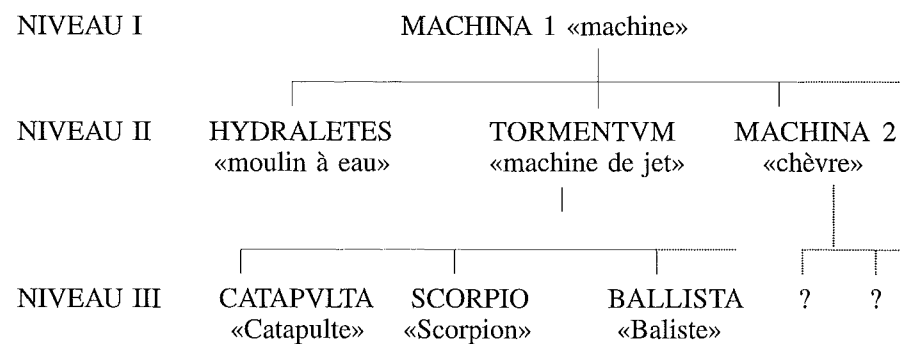 NIVEAU I MACHINA 1 «machine»
NIVEAU II HYDRALETES TORMENTVM MACHINA 2
«moulin à eau» «machine de jet» «chèvre»
NIVEAU III CATAPVLTA SCORPIO BALLISTA ? ?
«Catapulte» «Scorpion» «Baliste»